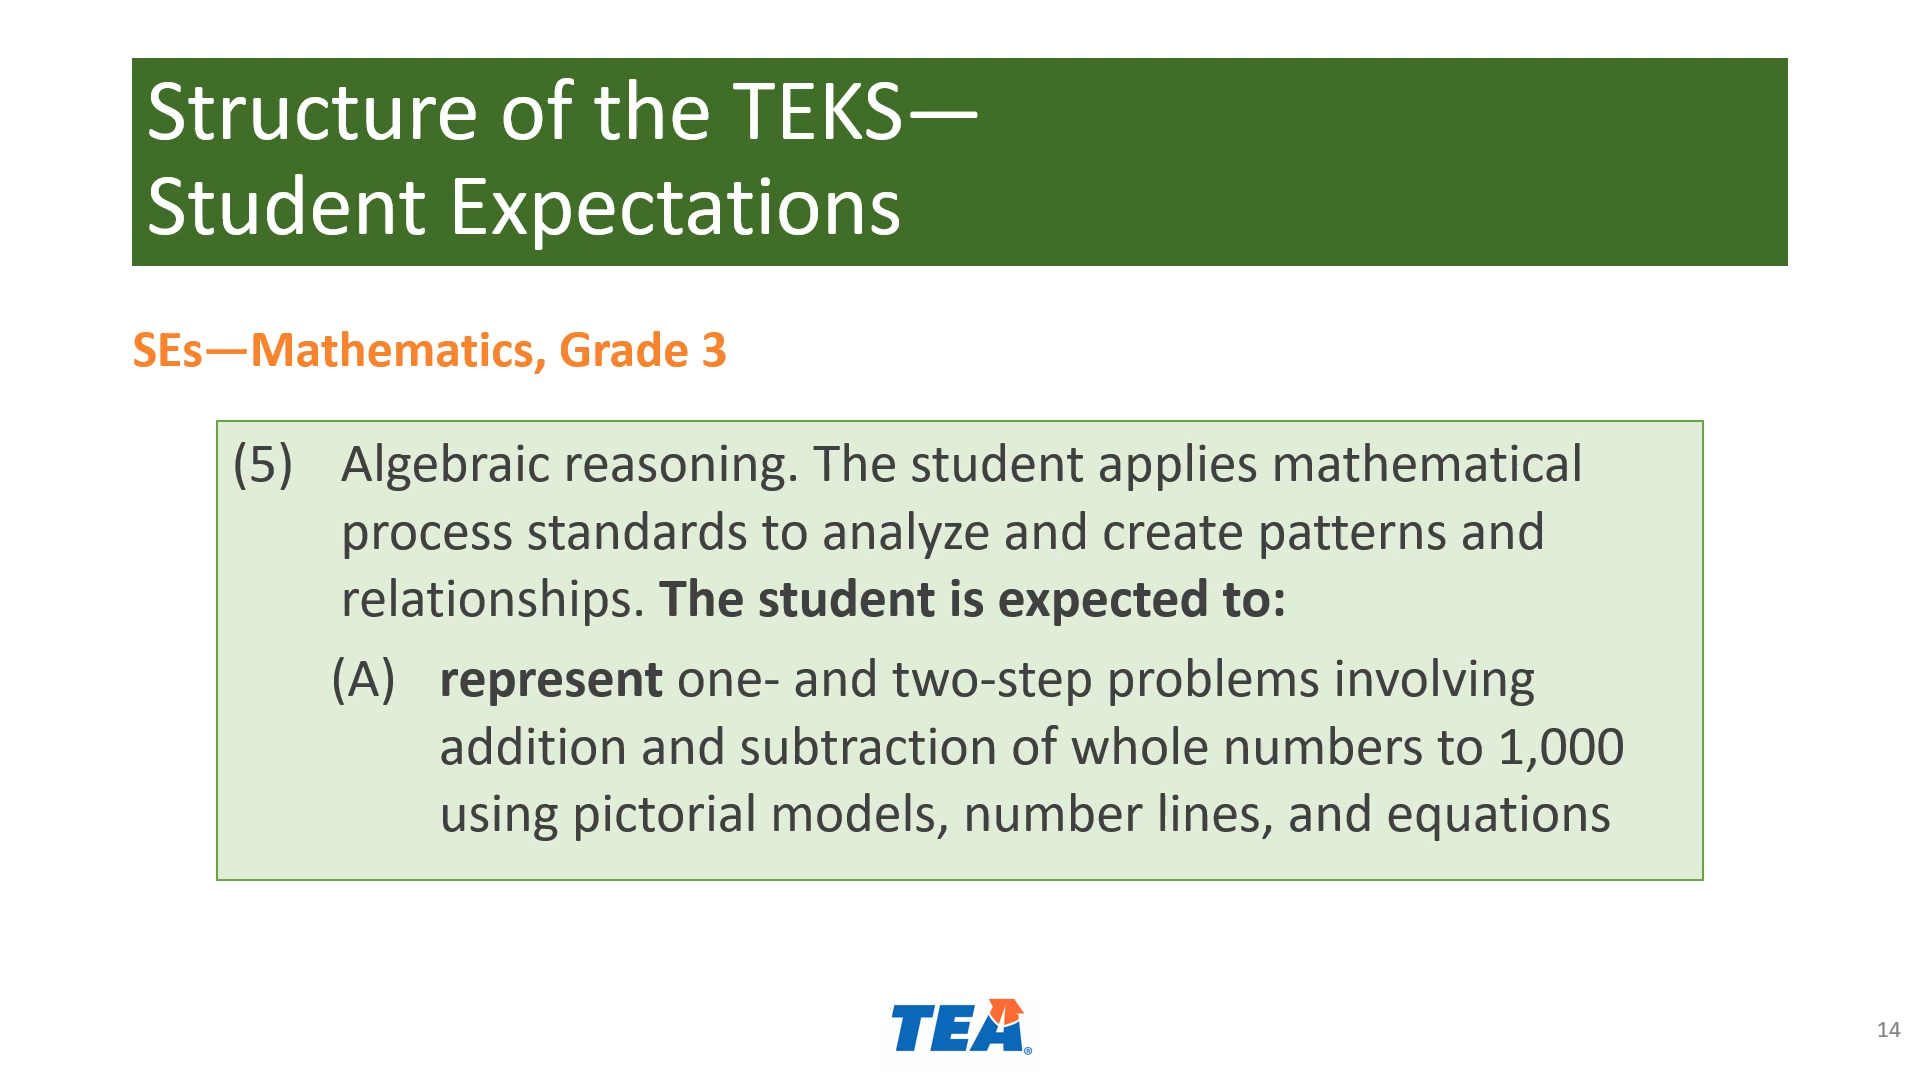 Structure of the TEKS—
Student Expectations
SEs—Mathematics, Grade 3
(5) Algebraic reasoning. The student applies mathematical
process standards to analyze and create patterns and
relationships. The student is expected to:
(A) represent one- and two-step problems involving
addition and subtraction of whole numbers to 1,000
using pictorial models, number lines, and equations
TEA®
14